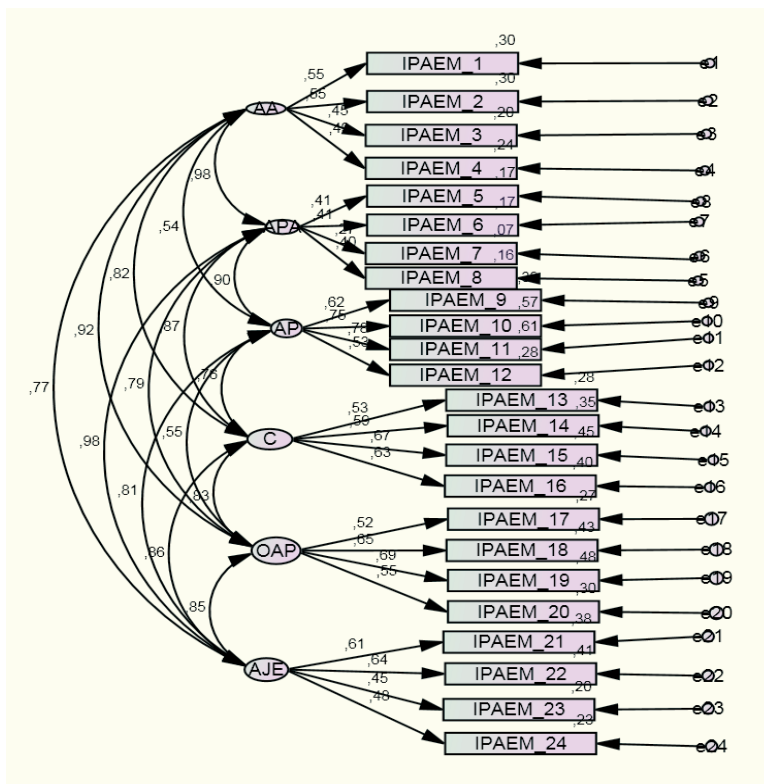 ,30
IPAEM_1
e1
,55
,30
IPAEM_2
e2
,55
,20
IPAEM_3
e3
,45
,24
AA
IPAEM_4
e4
,17
,98
IPAEM_5
e8
,41
,17
,54
APA
IPAEM_6
e7
,41
,07
IPAEM_7
e6
,27
,16
,82
,90
IPAEM_8
e5
,40
IPAEM_9
e9
,62
,57
,92
,87
AP
IPAEM_10
e10
,75
,61
IPAEM_11
e11
,28
IPAEM_12
e12
,53
,28
,77
,79
,76
IPAEM_13
e13
,53
,35
,98
,55
C
IPAEM_14
e14
,59
,45
IPAEM_15
e15
,67
,40
IPAEM_16
e16
,63
,27
,81
,83
IPAEM_17
e17
,52
,43
,86
OAP
IPAEM_18
e18
,65
,48
IPAEM_19
e19
,69
,30
IPAEM_20
e20
,55
,38
,85
IPAEM_21
e21
,61
,41
AJE
IPAEM_22
e22
,64
,20
IPAEM_23
e23
,45
,23
IPAEM_24
e24
,48